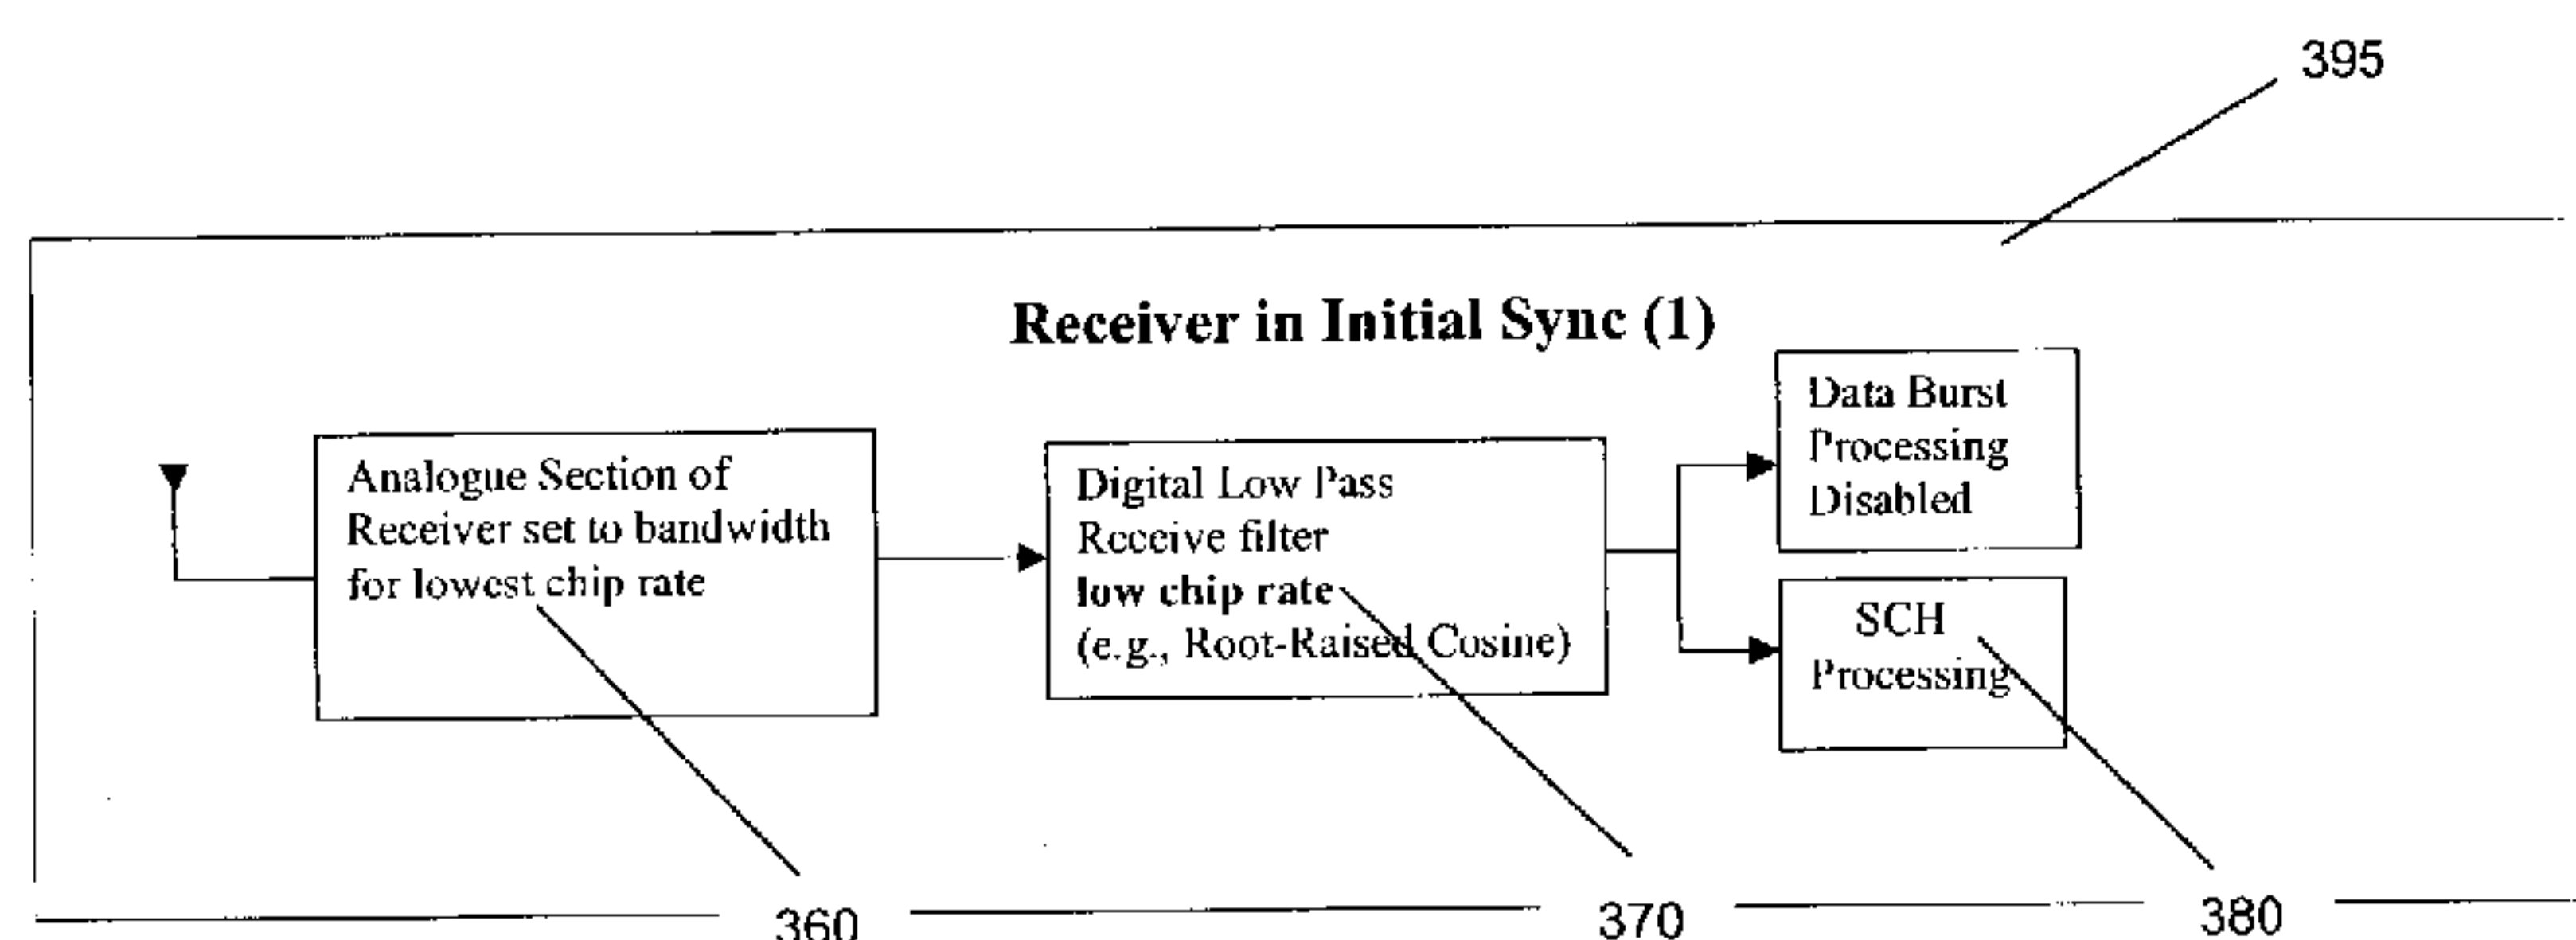 395
Receiver in Initial Sync (1)
Analogue Section of
Receiver set to bandwidth
for lowest chip rate
Digital Low Pass
Receive filter
low chip rate
(e.g., Root-Raised Cosine)
Data Burst
Processing
Disabled
SCH
Processing
360
370
380